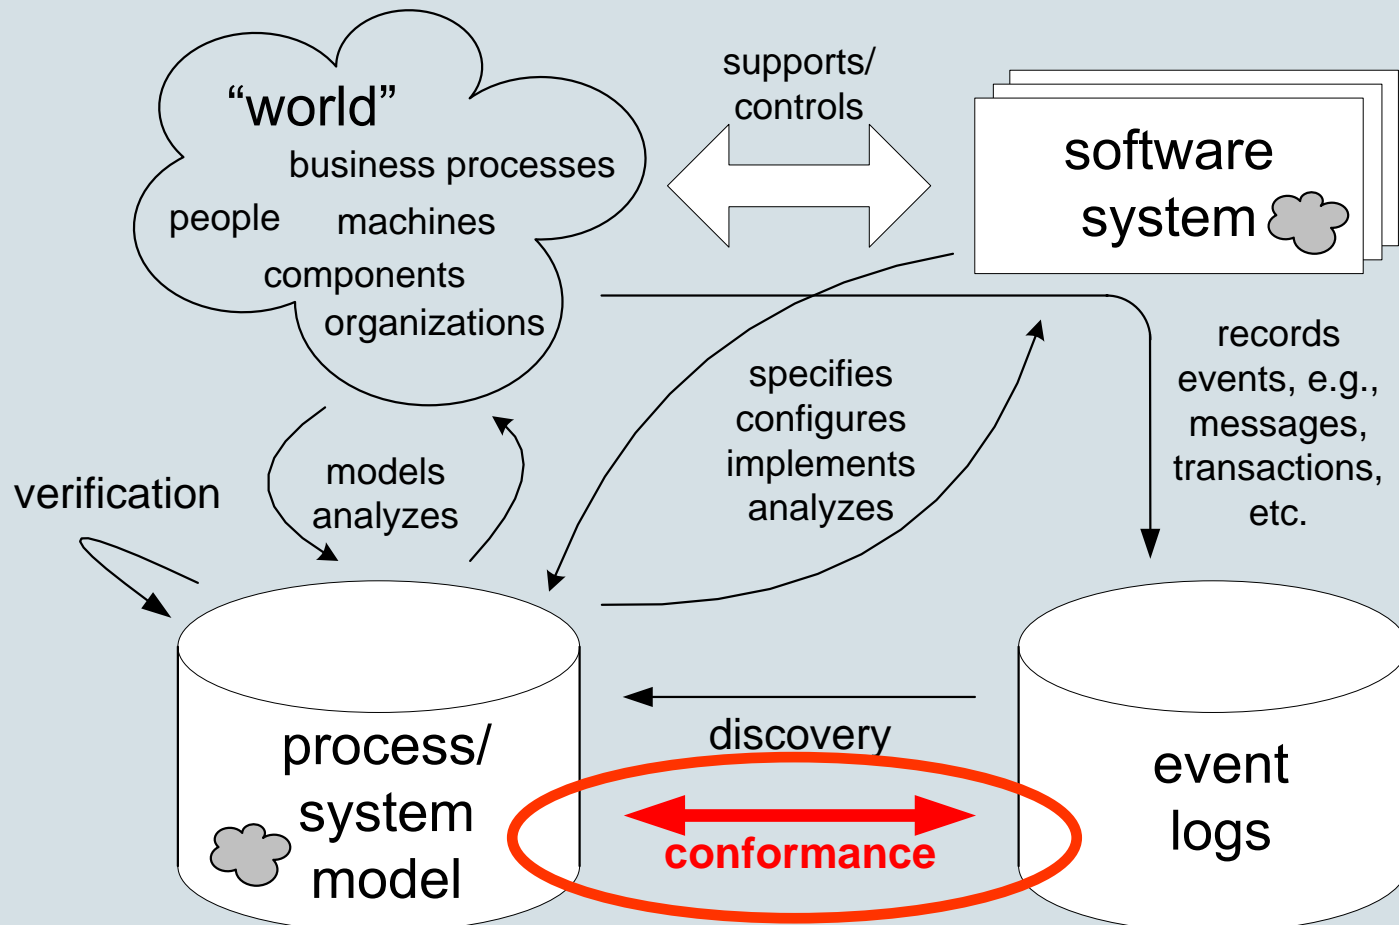 “world”
business processes
people
machines
components
organizations
supports/
controls
software
system
records
events, e.g.,
messages,
transactions,
etc.
specifies
configures
implements
analyzes
models
analyzes
verification
discovery
process/
system
model
conformance
event
logs